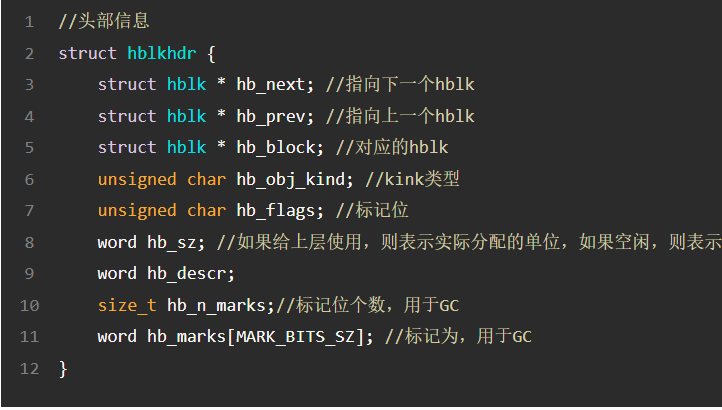 1 //头部信息
2 struct hblkhdr {
3     struct hblk * hb_next; //指向下一个hblk
4     struct hblk * hb_prev; //指向上一个hblk
5     struct hblk * hb_block; //对应的hblk
6     unsigned char hb_obj_kind; //kink类型
7     unsigned char hb_flags; //标记位
8     word hb_sz; //如果给上层使用，则表示实际分配的单位，如果空闲，则表示
9     word hb_descr;
10     size_t hb_n_marks;//标记位个数，用于GC
11     word hb_marks[MARK_BITS_SZ]; //标记为，用于GC
12 }